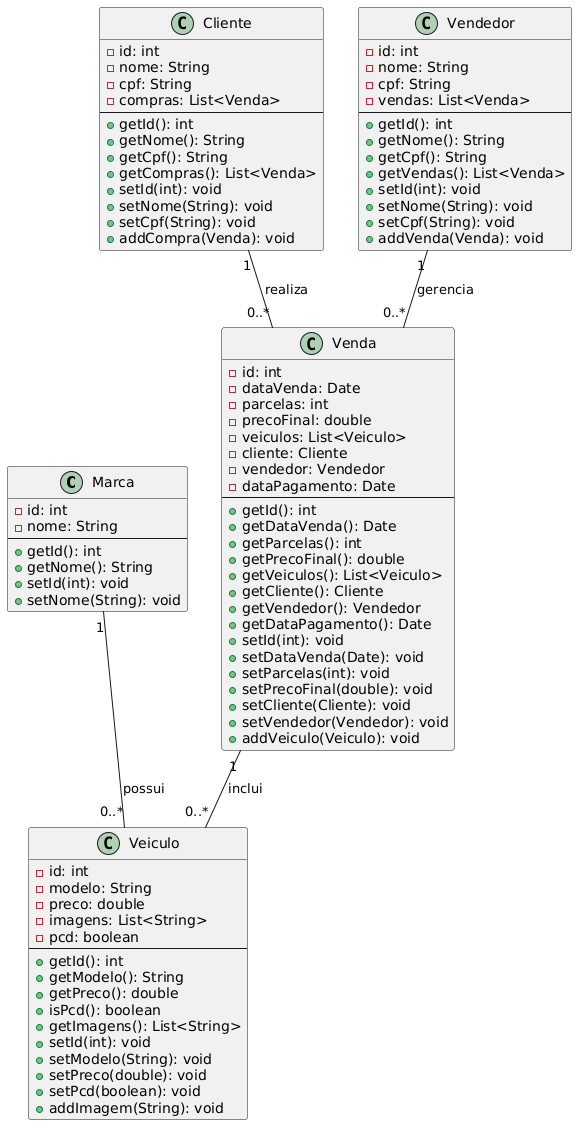 C Cliente
id: int
nome: String
cpf: String
compras: List<Venda>
getId(): int
getNome(): String
getCpf(): String
getCompras(): List<Venda>
setId(int): void
setNome(String): void
setCpf(String): void
addCompra(Venda): void
C Vendedor
id: int
nome: String
cpf: String
vendas: List<Venda>
getId(): int
getNome(): String
getCpf(): String
getVendas(): List<Venda>
setId(int): void
setNome(String): void
setCpf(String): void
addVenda(Venda): void
1
realiza
0..*
1
gerencia
0..*
C Venda
id: int
dataVenda: Date
parcelas: int
precoFinal: double
veiculos: List<Veiculo>
cliente: Cliente
vendedor: Vendedor
dataPagamento: Date
getId(): int
getDataVenda(): Date
getParcelas(): int
getPrecoFinal(): double
getVeiculos(): List<Veiculo>
getCliente(): Cliente
getVendedor(): Vendedor
getDataPagamento(): Date
setId(int): void
setDataVenda(Date): void
setParcelas(int): void
setPrecoFinal(double): void
setCliente(Cliente): void
setVendedor(Vendedor): void
addVeiculo(Veiculo): void
C Marca
id: int
nome: String
getId(): int
getNome(): String
setId(int): void
setNome(String): void
1
possui
0..*
1
inclui
0..*
C Veiculo
id: int
modelo: String
preco: double
imagens: List<String>
pcd: boolean
getId(): int
getModelo(): String
getPreco(): double
isPcd(): boolean
getImagens(): List<String>
setId(int): void
setModelo(String): void
setPreco(double): void
setPcd(boolean): void
addImagem(String): void